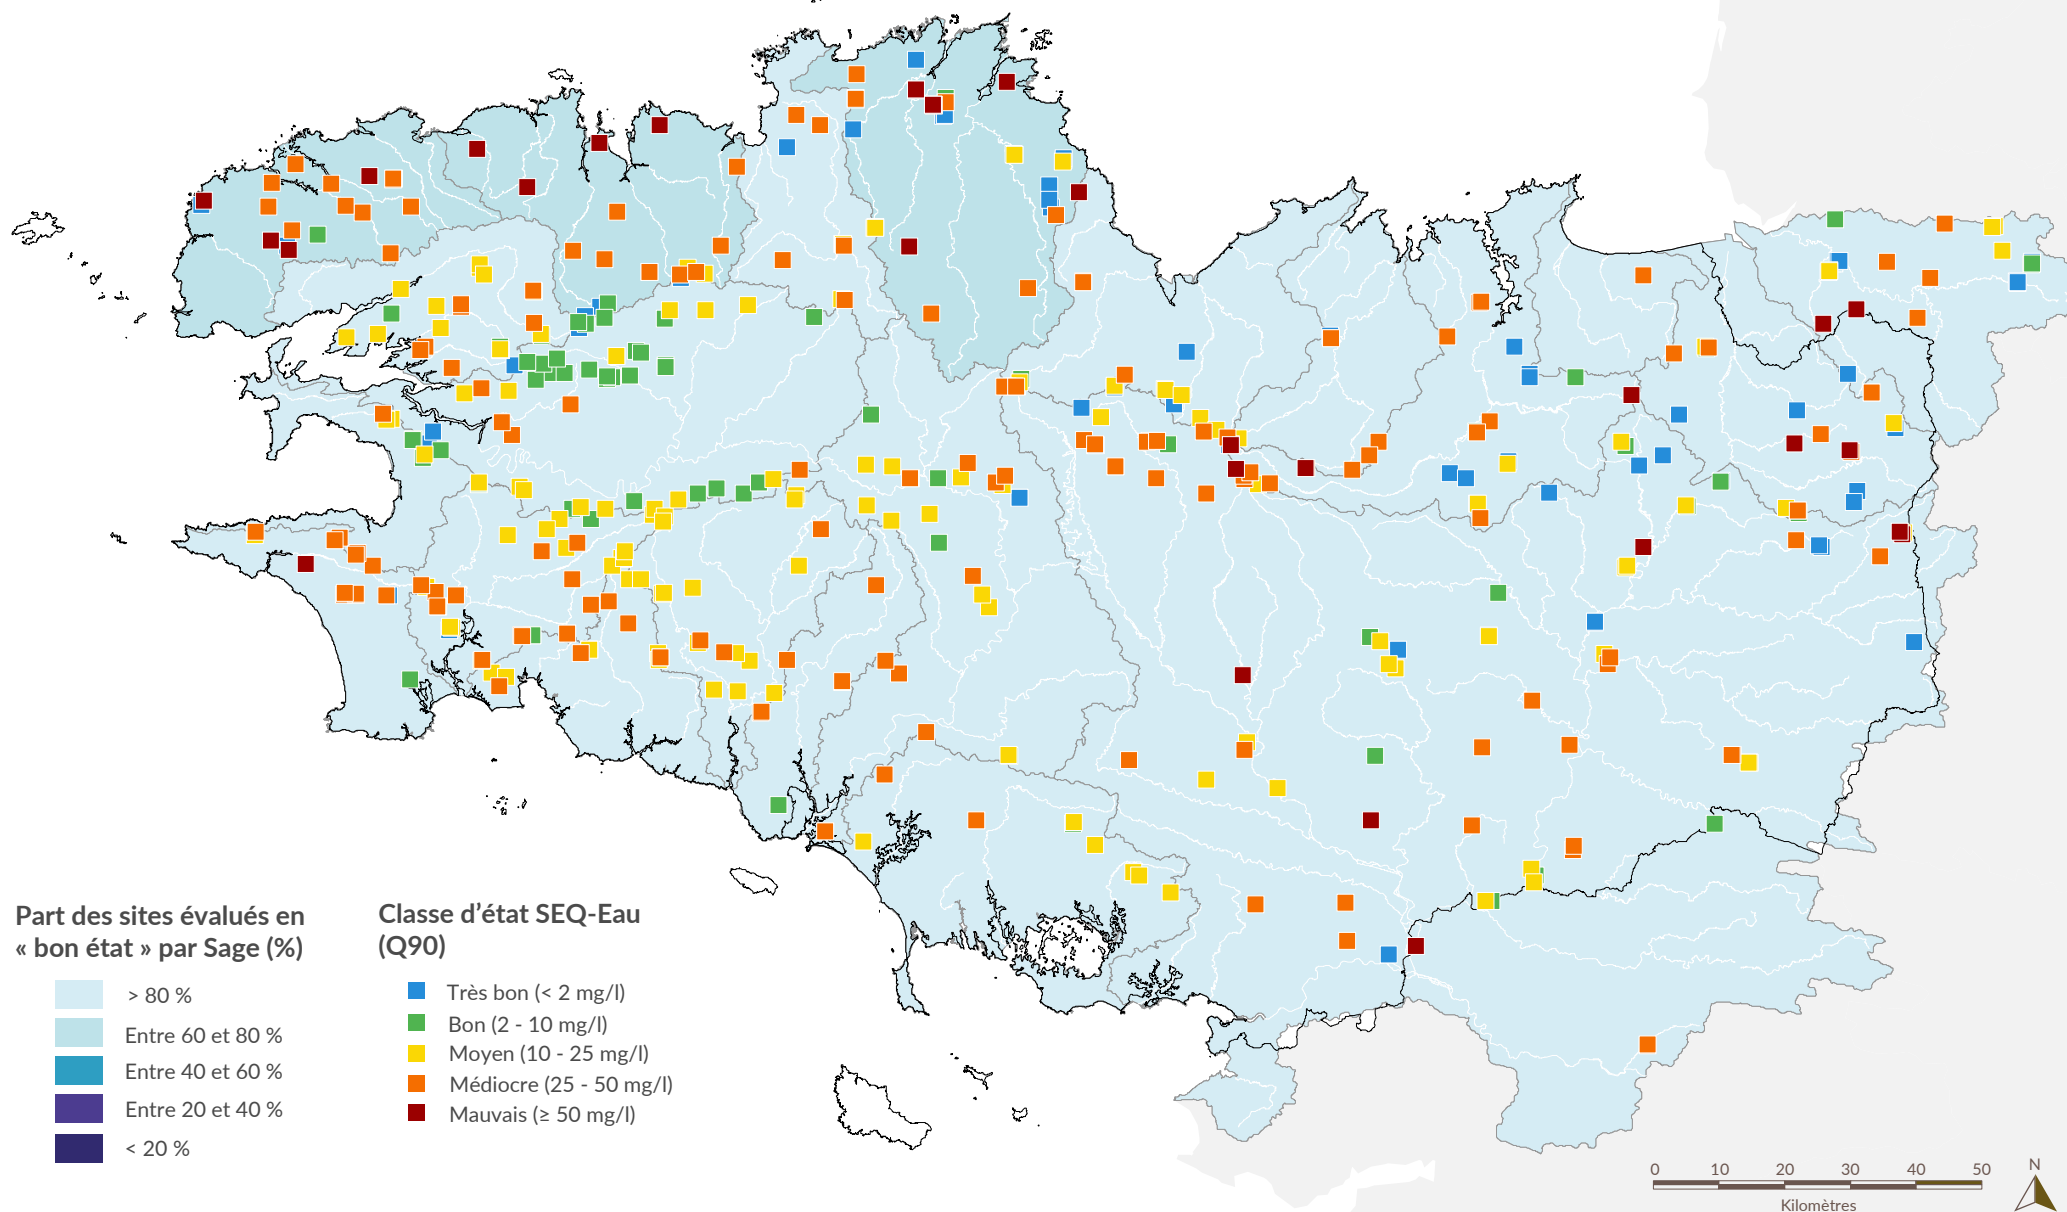 Part des sites évalués en
« bon état » par Sage (%)
> 80 %
Entre 60 et 80 %
Entre 40 et 60 %
Entre 20 et 40 %
< 20 %
Classe d’état SEQ-Eau
(Q90)
Très bon (< 2 mg/l)
Bon (2 - 10 mg/l)
Moyen (10 - 25 mg/l)
Médiocre (25 - 50 mg/l)
Mauvais (≥ 50 mg/l)
0 10 20 30 40 50
Kilomètres
N